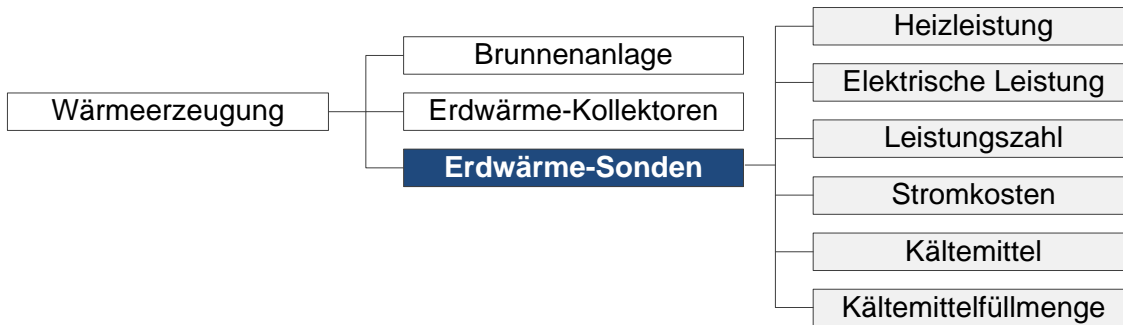 Wärmeerzeugung
Brunnenanlage
Erdwärme-Kollektoren
Erdwärme-Sonden
Heizleistung
Elektrische Leistung
Leistungszahl
Stromkosten
Kältemittel
Kältemittelfüllmenge